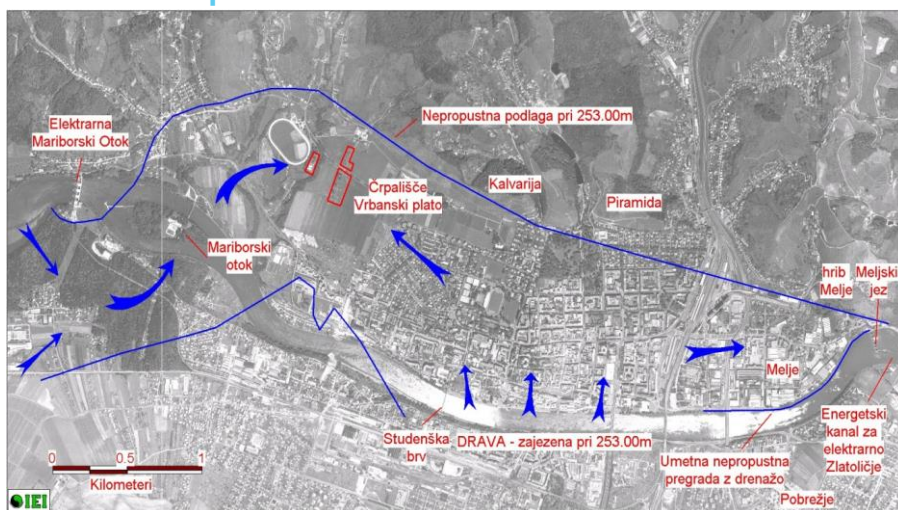 Elektrarna
Mariborski Otok
Nepropustna podlaga pri 253.00m
Črpališče
Vrbanski plato
Kalvarija
Piramida
Mariborski
otok
hrib
Melje
Meljski
jez
Melje
Studenška
brv
DRAVA - zajezena pri 253.00m
Umetna nepropustna
pregrada z drenažo
Energetski
kanal za
elektrarno
Zlatoličje
Pobrežje
0 0.5 1
Kilometeri
IEI